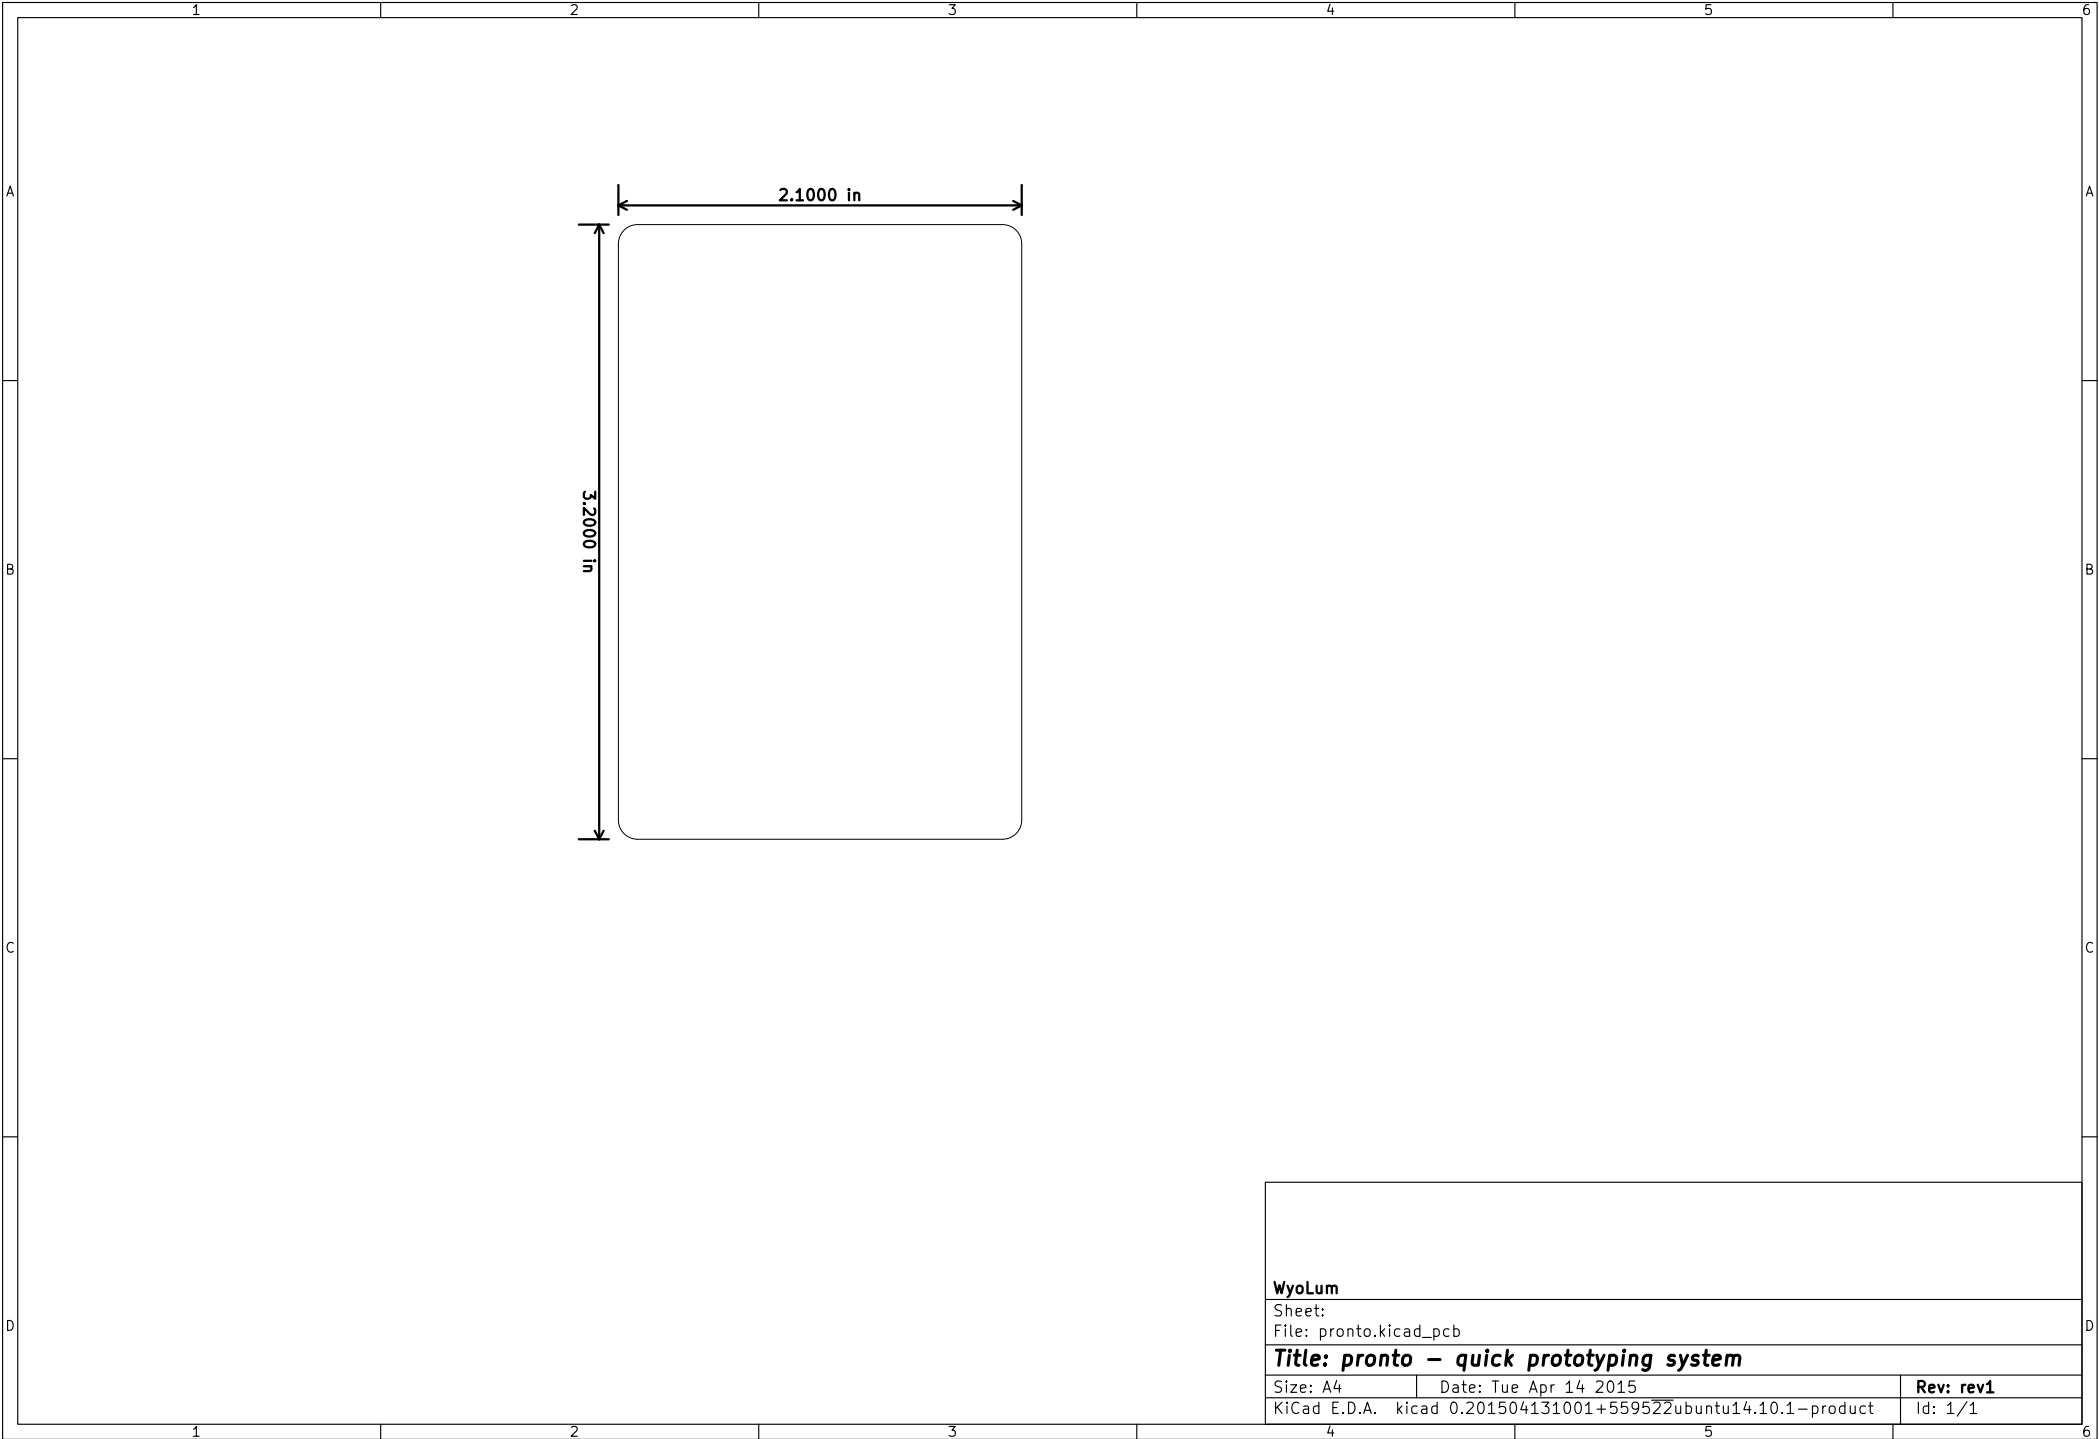 1 2 3 4 5 6
A A
2.1000 in
3.2000 in
B B
C C
WyoLum
Sheet:
D D
File: pronto.kicad_pcb
Title: pronto – quick prototyping system
Size: A4 Date: Tue Apr 14 2015 Rev: rev1
KiCad E.D.A. kicad 0.201504131001+559522ubuntu14.10.1-product Id: 1/1
1 2 3 4 5 6